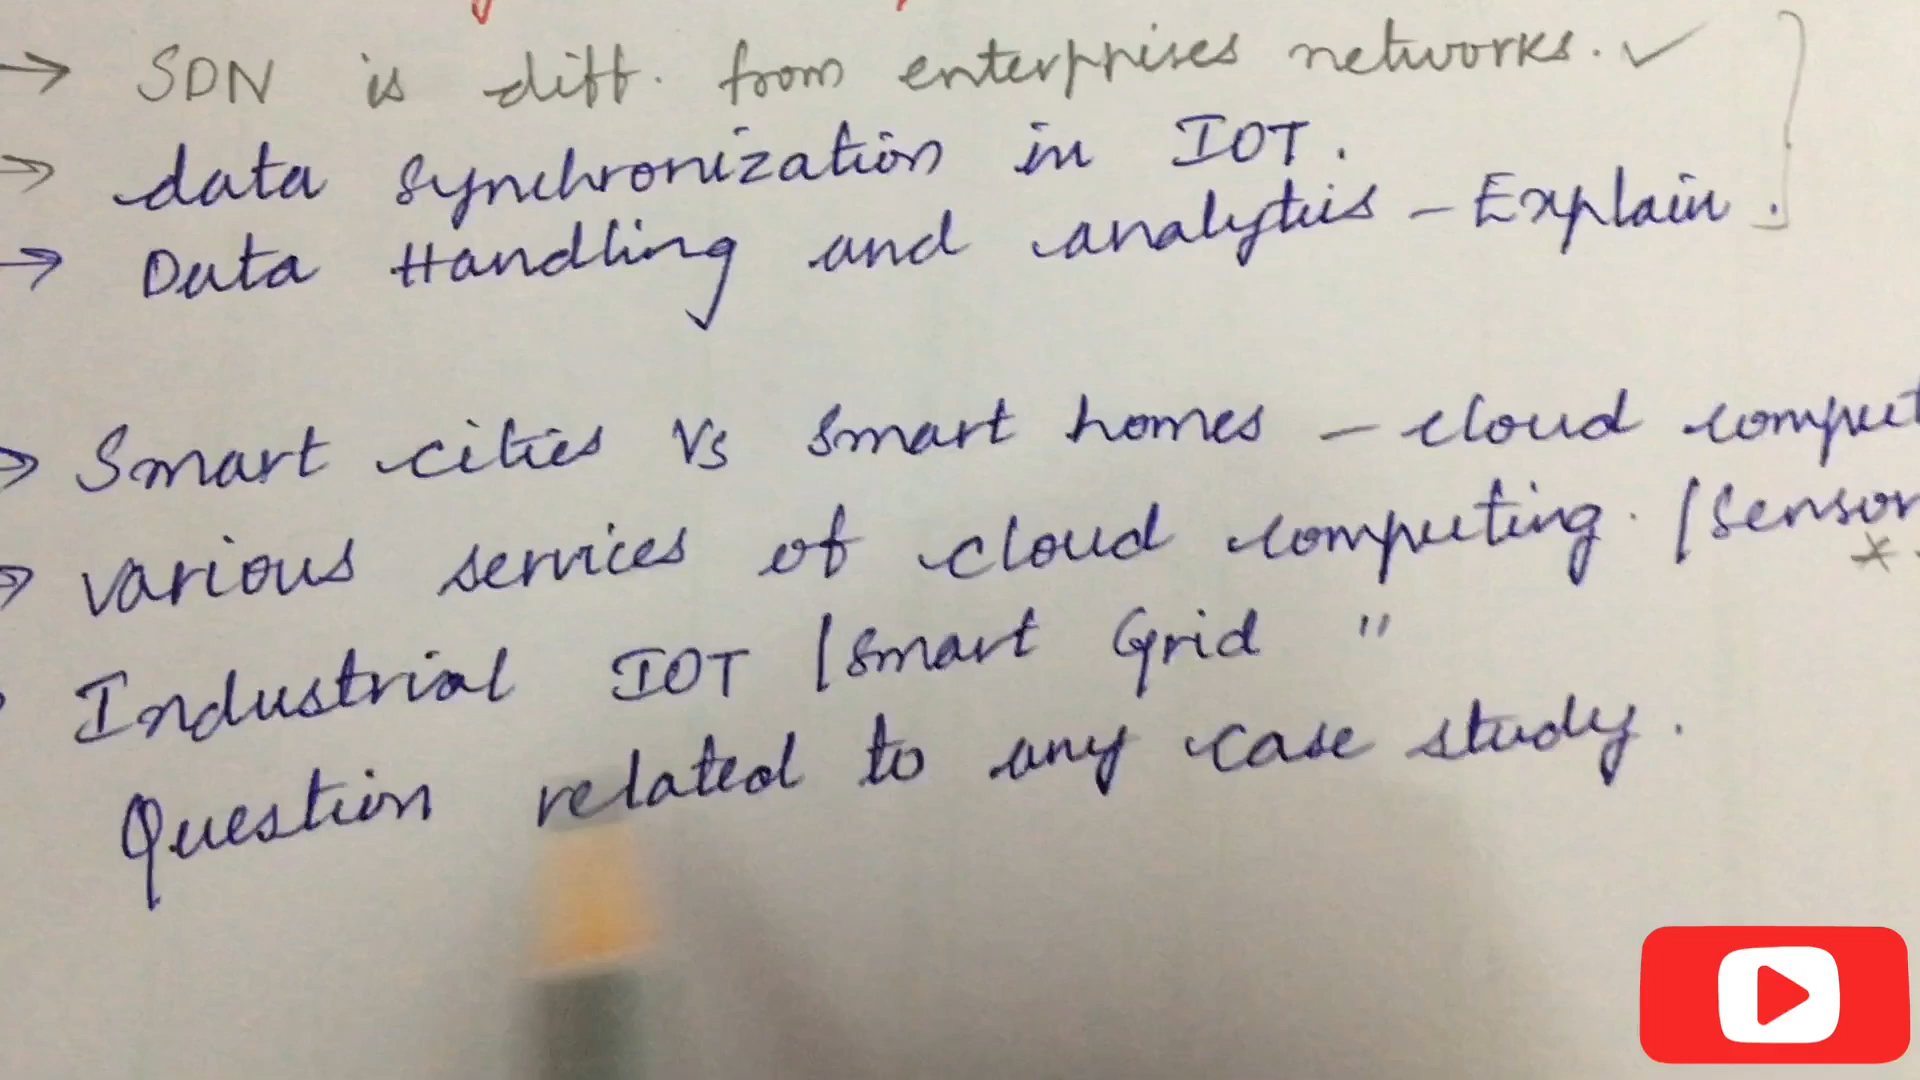 → SDN is diff. from enterprises networks. ✓
→ data synchronization in IOT.
→ Data Handling and analytics - Explain.
→ Smart cities Vs Smart homes - cloud comput
→ various services of cloud computing. / Sensor
Industrial IOT / Smart Grid "
Question related to any case study.